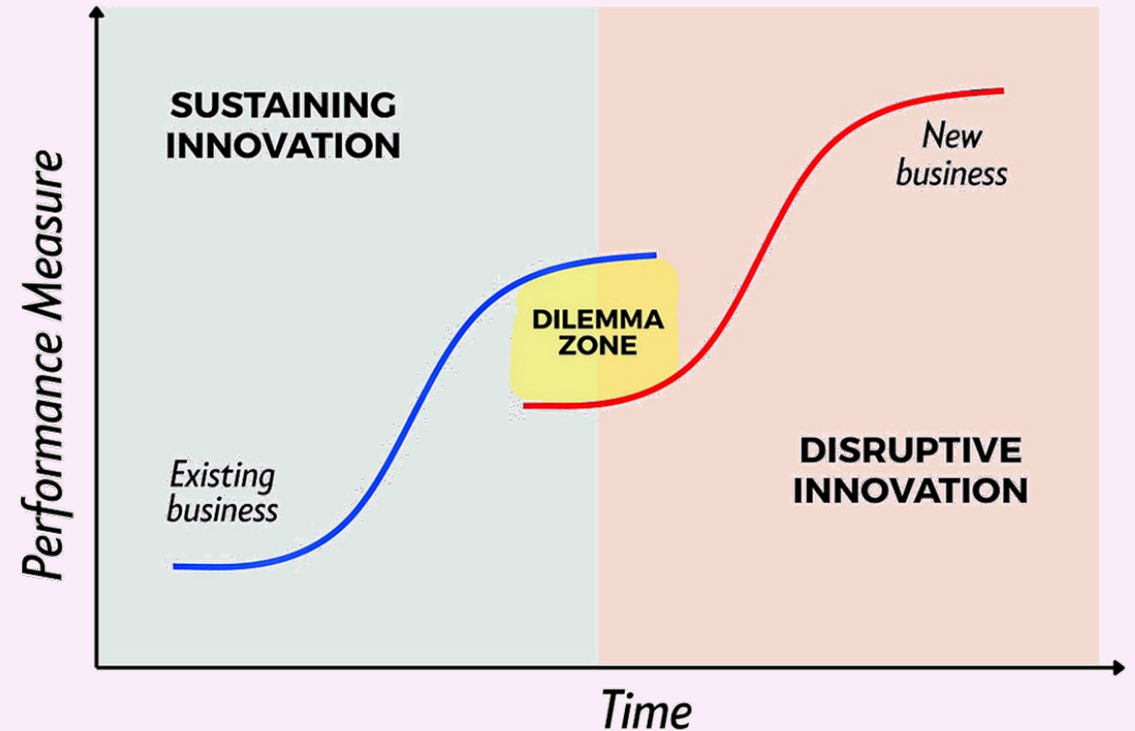 SUSTAINING
INNOVATION
New
business
DILEMMA
ZONE
Existing
business
DISRUPTIVE
INNOVATION
Performance Measure
Time